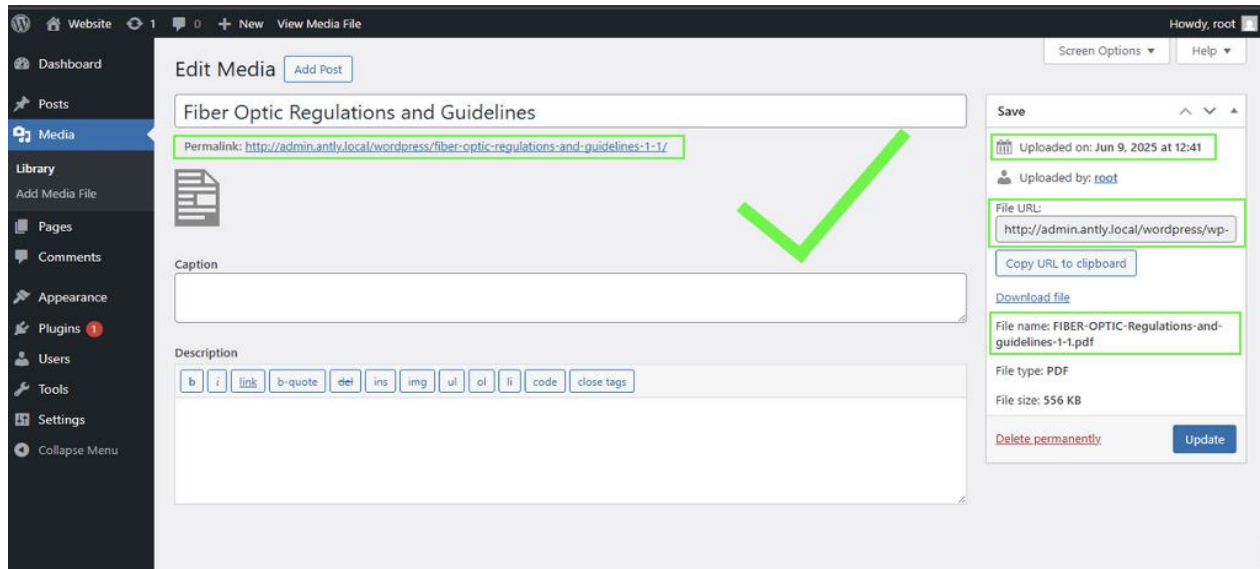 Website 1 0 + New View Media File Howdy, root
Screen Options ▼ Help ▼
Dashboard
Posts
Media
Library
Add Media File
Pages
Comments
Appearance
Plugins 1
Users
Tools
Settings
Collapse Menu
Edit Media Add Post
Fiber Optic Regulations and Guidelines
Permalink: http://admin.antly.local/wordpress/fiber-optic-regulations-and-guidelines-1-1/
Caption
Description
b i link b-quote del ins img ul ol li code close tags
Save
Uploaded on: Jun 9, 2025 at 12:41
Uploaded by: root
File URL:
http://admin.antly.local/wordpress/wp-
Copy URL to clipboard
Download file
File name: FIBER-OPTIC-Regulations-and-
guidelines-1-1.pdf
File type: PDF
File size: 556 KB
Delete permanently Update